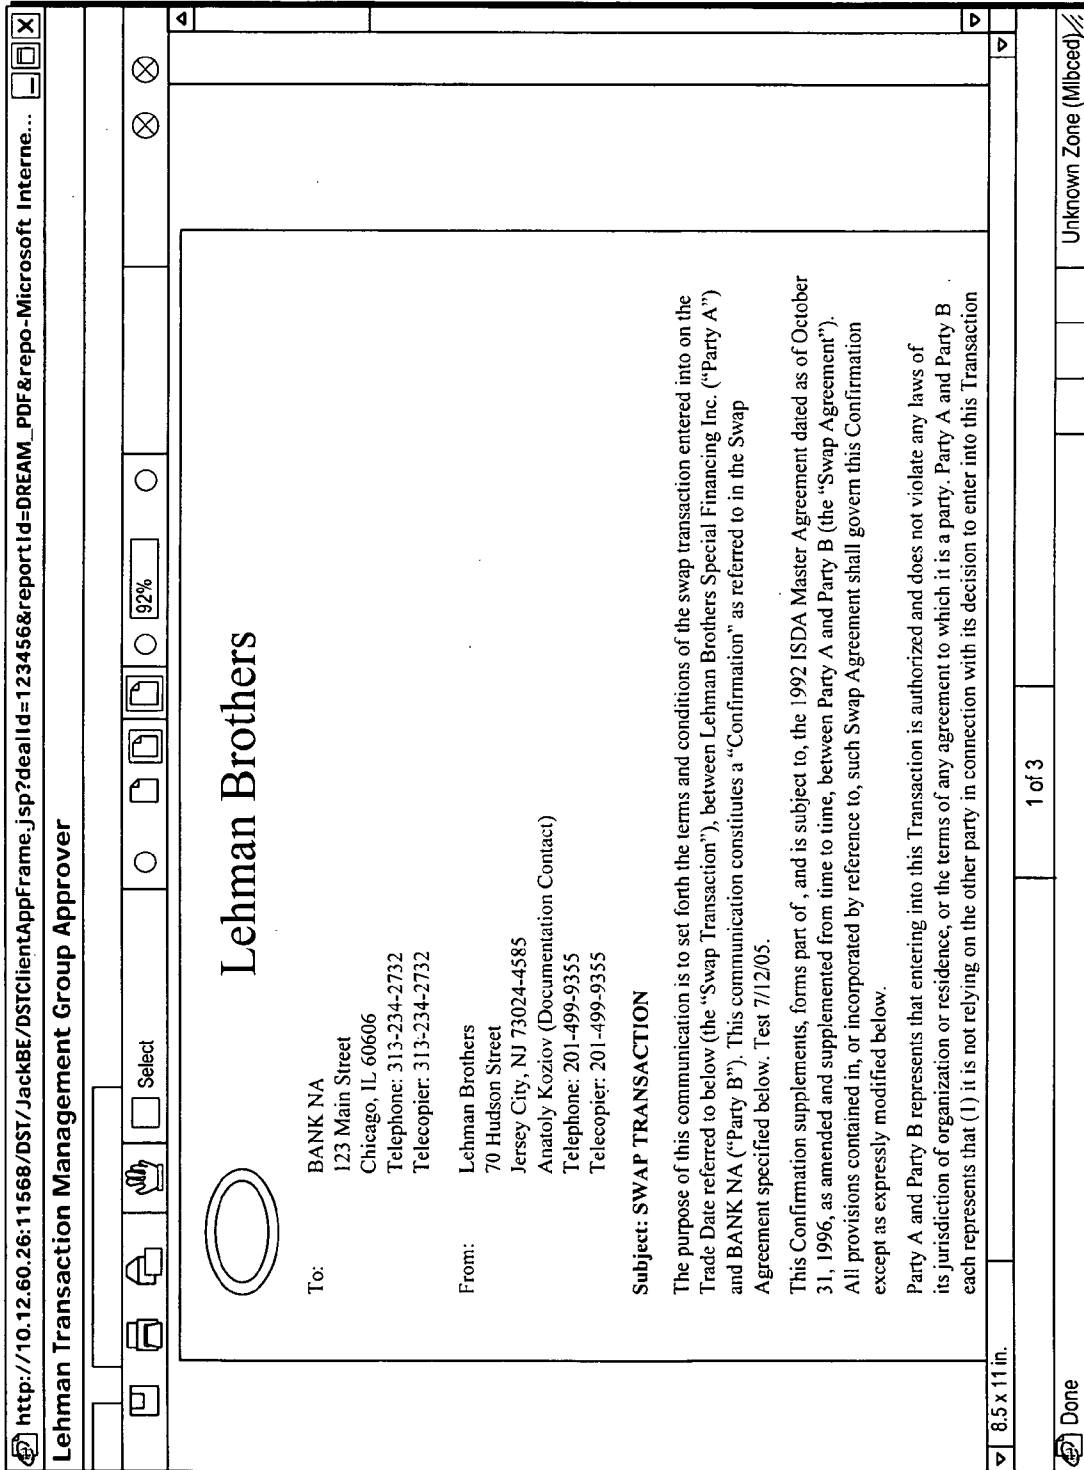 http://10.12.60.26:11568/DST/JackBE/DSTClientAppFrame.jsp?dealId=123456&reportId=DREAM_PDF&repo-Microsoft Interne...
Lehman Transaction Management Group Approver
Select
92%
Lehman Brothers
To: BANK NA
123 Main Street
Chicago, IL 60606
Telephone: 313-234-2732
Telecopier: 313-234-2732
From: Lehman Brothers
70 Hudson Street
Jersey City, NJ 73024-4585
Anatoly Koziov (Documentation Contact)
Telephone: 201-499-9355
Telecopier: 201-499-9355
Subject: SWAP TRANSACTION
The purpose of this communication is to set forth the terms and conditions of the swap transaction entered into on the
Trade Date referred to below (the “Swap Transaction”), between Lehman Brothers Special Financing Inc. (“Party A”)
and BANK NA (“Party B”). This communication constitutes a “Confirmation” as referred to in the Swap
Agreement specified below. Test 7/12/05.
This Confirmation supplements, forms part of , and is subject to, the 1992 ISDA Master Agreement dated as of October
31, 1996, as amended and supplemented from time to time, between Party A and Party B (the “Swap Agreement”).
All provisions contained in, or incorporated by reference to, such Swap Agreement shall govern this Confirmation
except as expressly modified below.
Party A and Party B represents that entering into this Transaction is authorized and does not violate any laws of
its jurisdiction of organization or residence, or the terms of any agreement to which it is a party. Party A and Party B
each represents that (1) it is not relying on the other party in connection with its decision to enter into this Transaction
8.5 x 11 in.
1 of 3
Done
Unknown Zone (Mlbced)